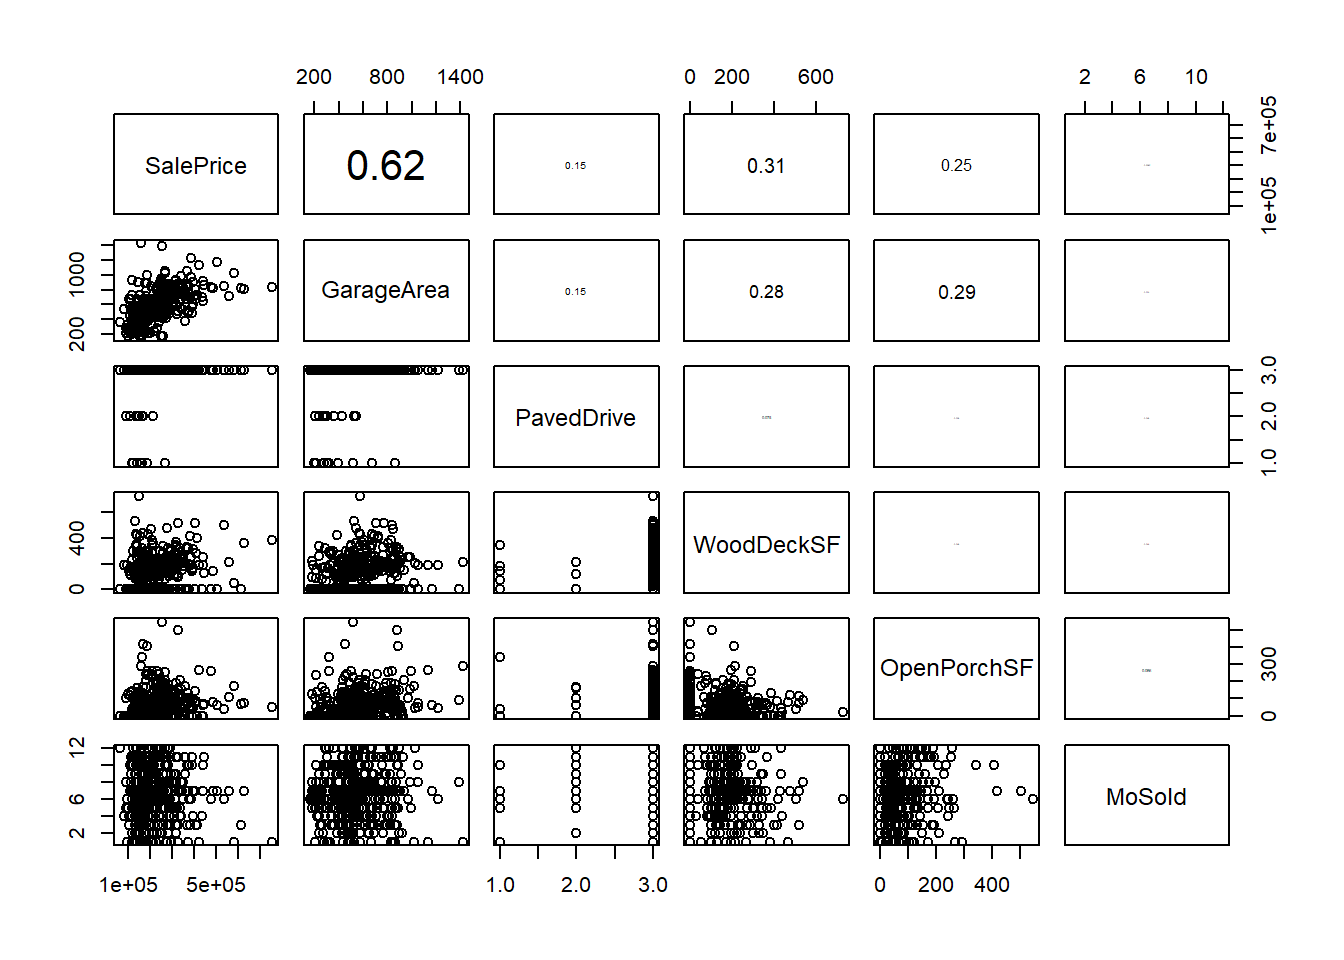 200 800 1400 0 200 600 2 6 10
SalePrice 0.62 0.15 0.31 0.25 1e+05 7e+05
200 1000 GarageArea 0.15 0.28 0.29
PavedDrive 1.0 2.0 3.0
0 400 WoodDeckSF
OpenPorchSF 0 300
2 6 12 MoSold
1e+05 5e+05 1.0 2.0 3.0 0 200 400